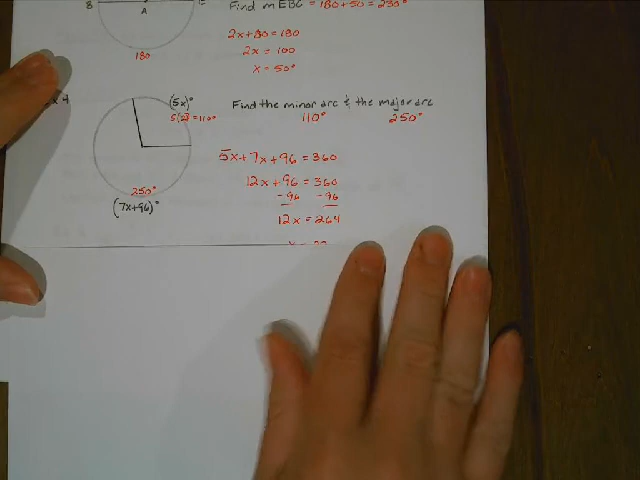 Find mEBC = 180+50 = 230°
B
A
2x+80=180
2x = 100
180
x = 50°
x 4
(5x)°
Find the minor arc & the major arc
5(22)=110°
110°
250°
5x+7x+96=360
12x+96=360
-96 -96
250°
(7x+96)°
12x = 264